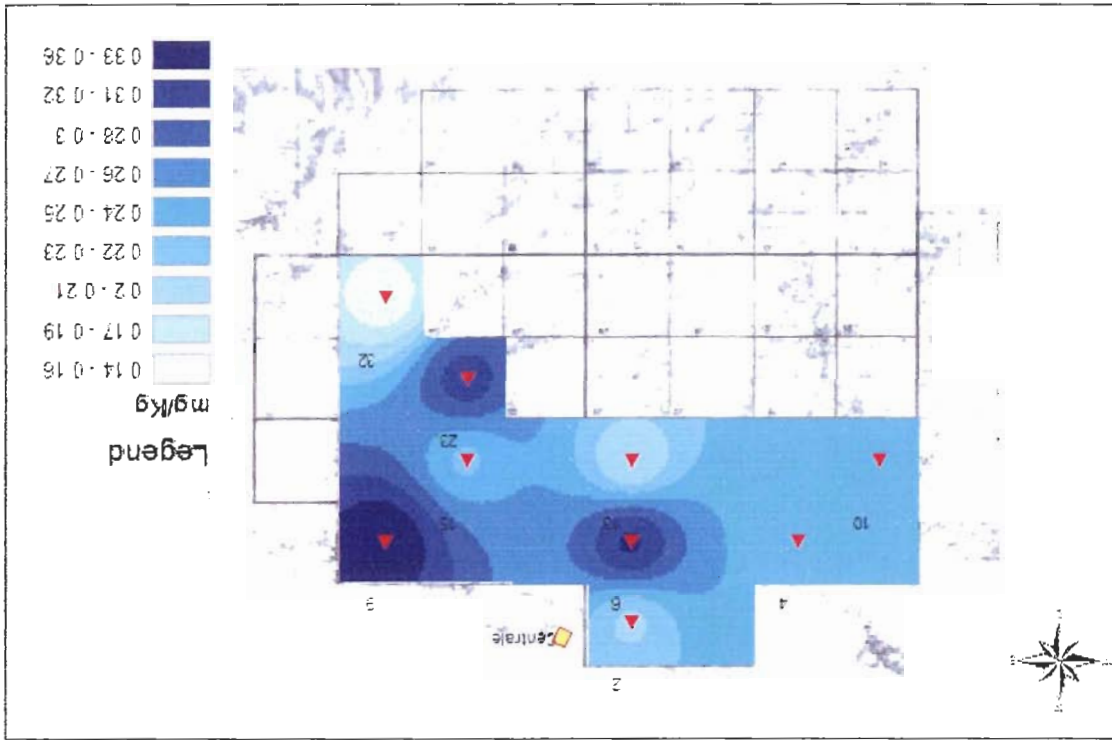 2
Centrale
4
6
9
10
13
15
23
32
Legend
mg/Kg
0 14 - 0 16
0 17 - 0 19
0 2 - 0 21
0 22 - 0 23
0 24 - 0 25
0 26 - 0 27
0 28 - 0 3
0 31 - 0 32
0 33 - 0 36